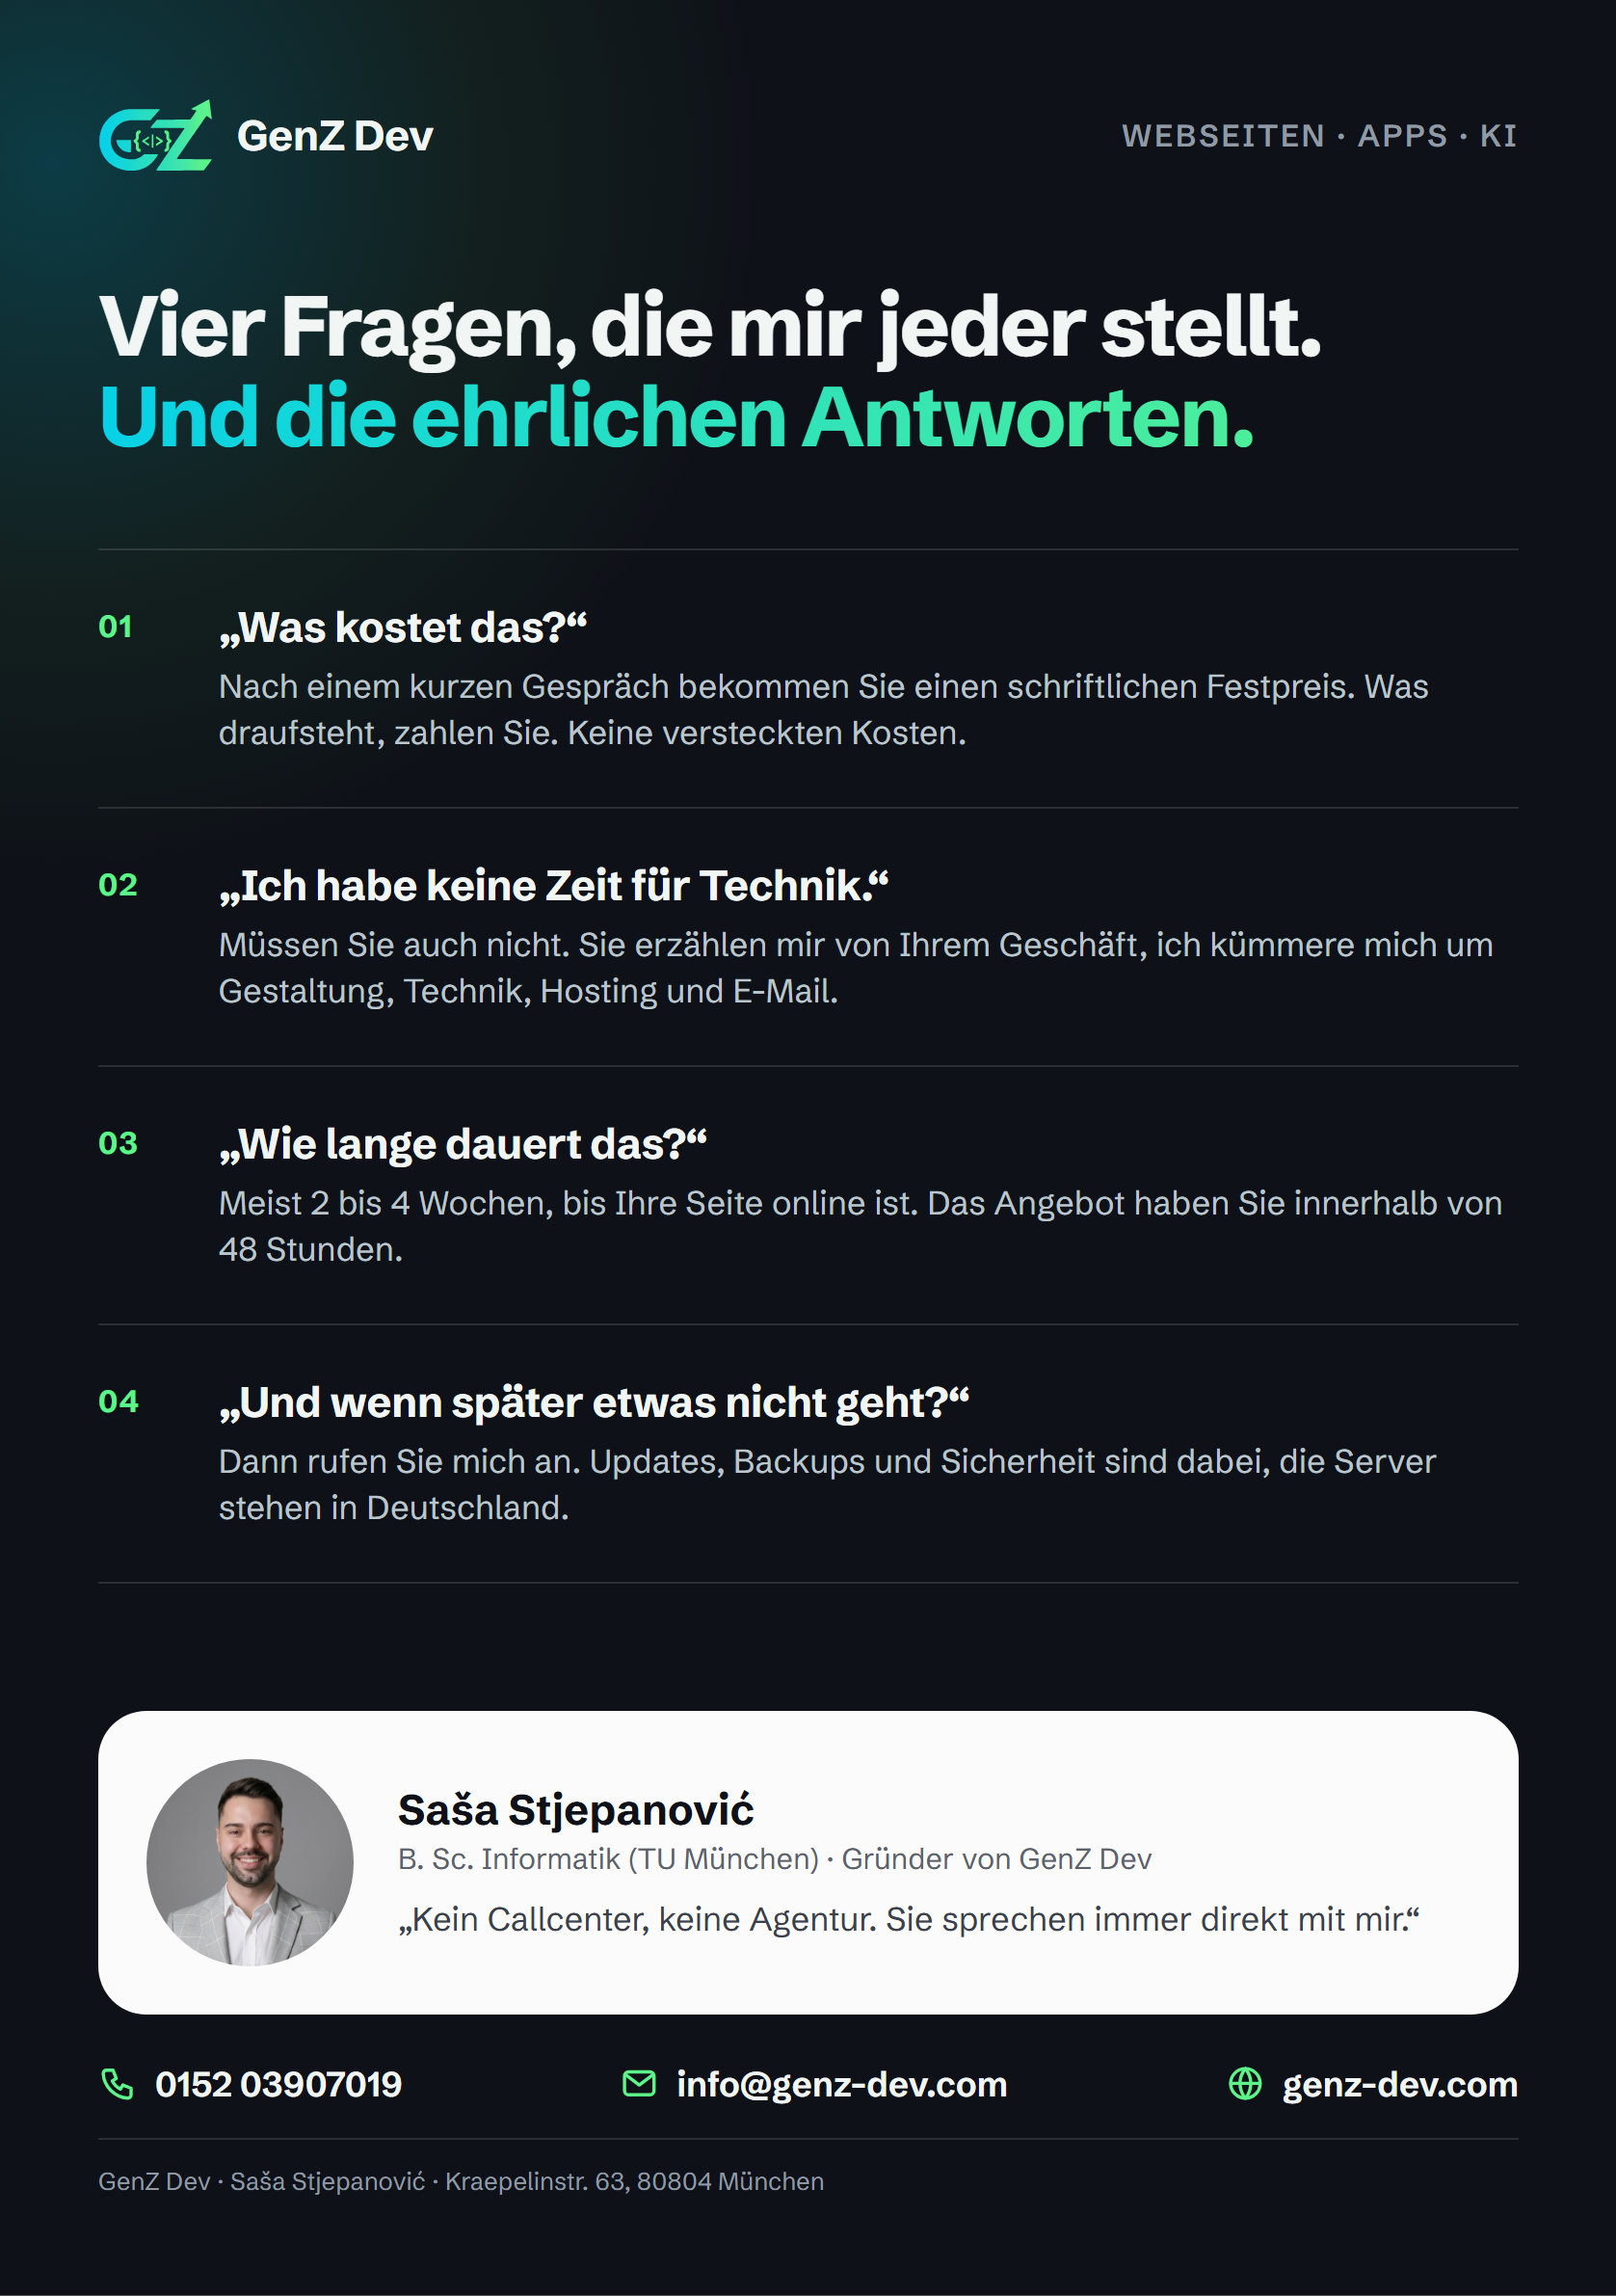 GZ {<|>} GenZ Dev
WEBSEITEN · APPS · KI
Vier Fragen, die mir jeder stellt.
Und die ehrlichen Antworten.
01
„Was kostet das?“
Nach einem kurzen Gespräch bekommen Sie einen schriftlichen Festpreis. Was
draufsteht, zahlen Sie. Keine versteckten Kosten.
02
„Ich habe keine Zeit für Technik.“
Müssen Sie auch nicht. Sie erzählen mir von Ihrem Geschäft, ich kümmere mich um
Gestaltung, Technik, Hosting und E-Mail.
03
„Wie lange dauert das?“
Meist 2 bis 4 Wochen, bis Ihre Seite online ist. Das Angebot haben Sie innerhalb von
48 Stunden.
04
„Und wenn später etwas nicht geht?“
Dann rufen Sie mich an. Updates, Backups und Sicherheit sind dabei, die Server
stehen in Deutschland.
Saša Stjepanović
B. Sc. Informatik (TU München) · Gründer von GenZ Dev
„Kein Callcenter, keine Agentur. Sie sprechen immer direkt mit mir.“
0152 03907019
info@genz-dev.com
genz-dev.com
GenZ Dev · Saša Stjepanović · Kraepelinstr. 63, 80804 München